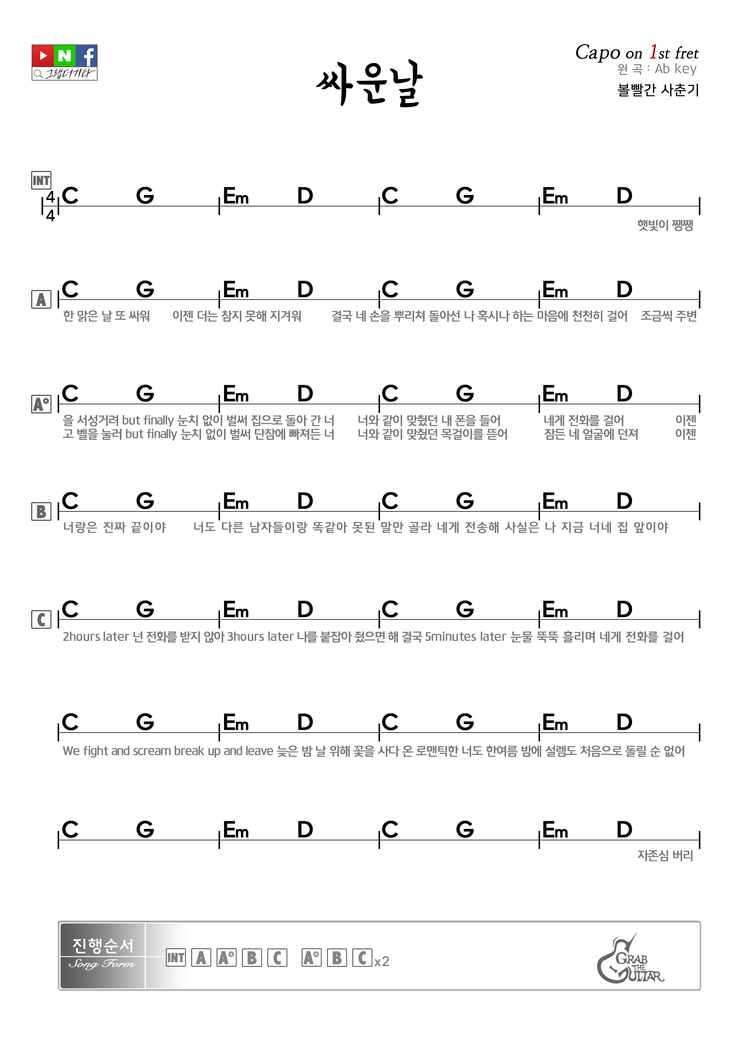 그랩더기타
Capo on 1st fret
싸운날
원 곡 : Ab key
볼빨간 사춘기
INT
4/4 C G Em D C G Em D
햇빛이 쨍쨍
A
C G Em D C G Em D
한 맑은 날 또 싸워 이젠 더는 참지 못해 지겨워 결국 네 손을 뿌리쳐 돌아선 나 혹시나 하는 마음에 천천히 걸어 조금씩 주변
A°
C G Em D C G Em D
을 서성거려 but finally 눈치 없이 벌써 집으로 돌아 간 너 너와 같이 맞췄던 내 폰을 들어 네게 전화를 걸어 이젠
고 벨을 눌러 but finally 눈치 없이 벌써 단잠에 빠져든 너 너와 같이 맞췄던 목걸이를 뜯어 잠든 네 얼굴에 던져 이젠
B
C G Em D C G Em D
너랑은 진짜 끝이야 너도 다른 남자들이랑 똑같아 못된 말만 골라 네게 전송해 사실은 나 지금 너네 집 앞이야
C
C G Em D C G Em D
2hours later 넌 전화를 받지 않아 3hours later 나를 붙잡아 줬으면 해 결국 5minutes later 눈물 뚝뚝 흘리며 네게 전화를 걸어
C G Em D C G Em D
We fight and scream break up and leave 늦은 밤 날 위해 꽃을 사다 온 로맨틱한 너도 한여름 밤에 설렘도 처음으로 돌릴 순 없어
C G Em D C G Em D
자존심 버리
진행순서
Song Form
INT A A° B C A° B C x2
GRAB THE GUITAR